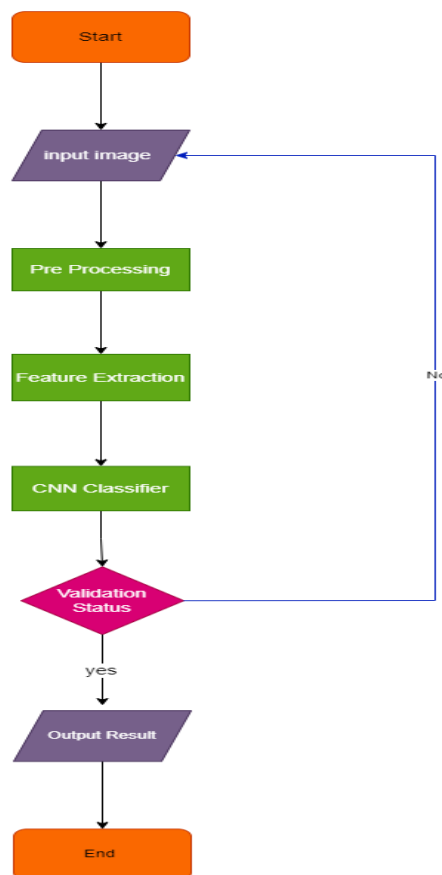 Start
input image
Pre Processing
Feature Extraction
CNN Classifier
Validation
Status
yes
Output Result
End